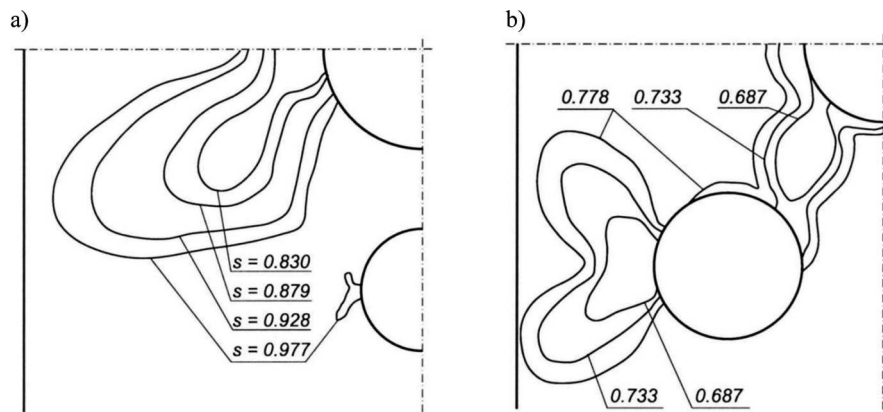 a)
b)
0.778
0.733
0.687
s = 0.830
s = 0.879
s = 0.928
s = 0.977
0.733
0.687